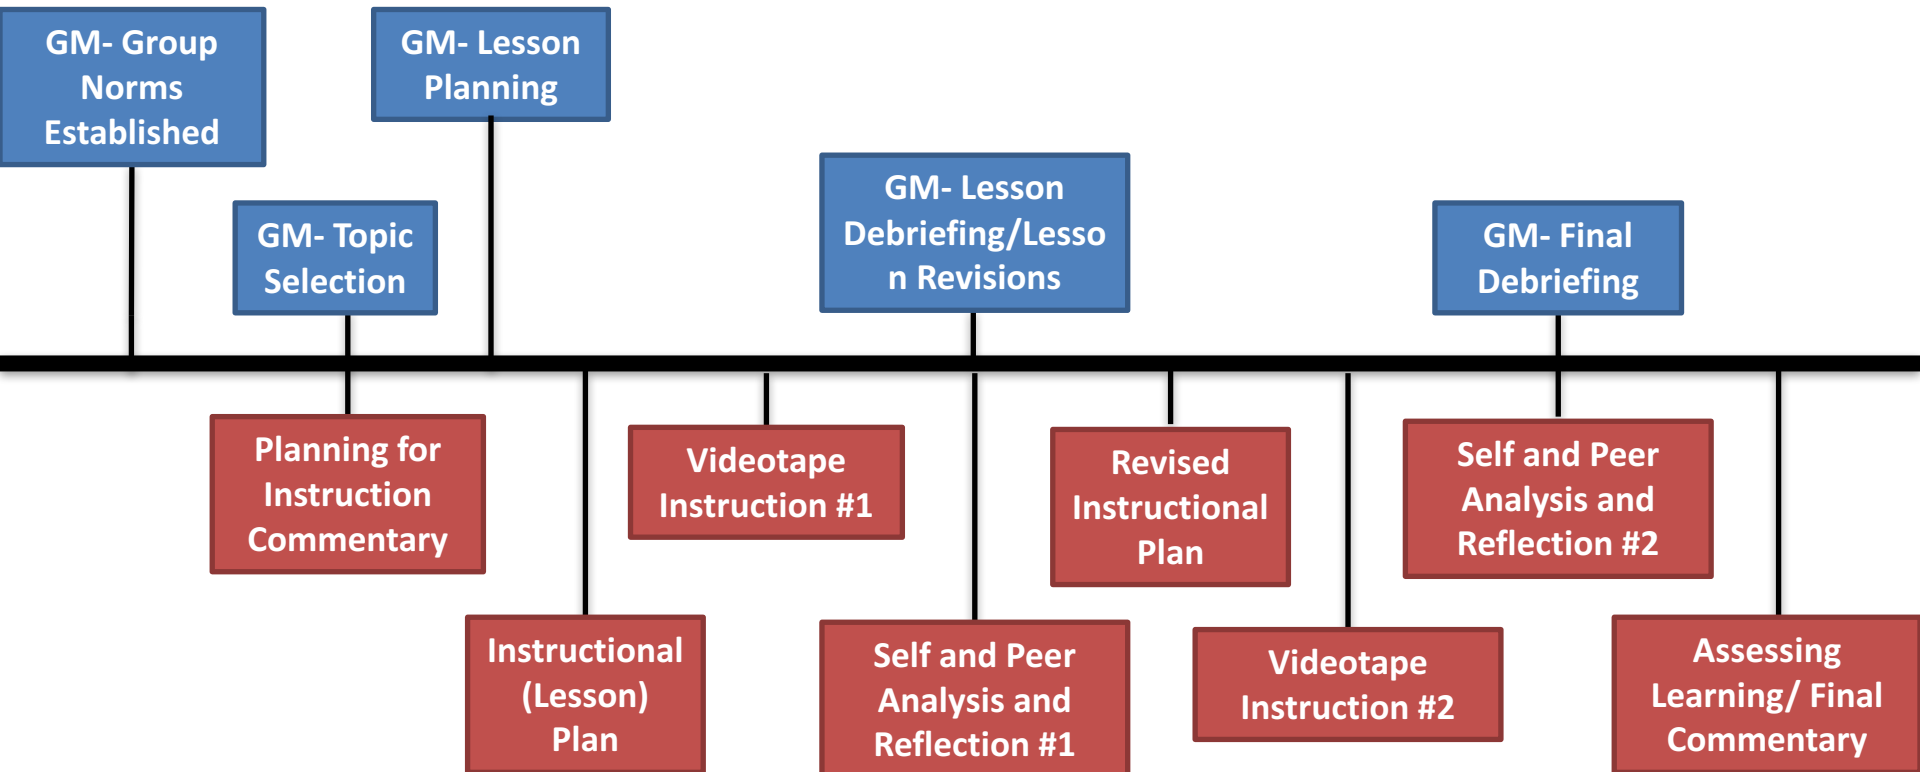 GM- Group
Norms
Established
GM- Lesson
Planning
GM- Topic
Selection
GM- Lesson
Debriefing/Lesso
n Revisions
GM- Final
Debriefing
Planning for
Instruction
Commentary
Videotape
Instruction #1
Revised
Instructional
Plan
Self and Peer
Analysis and
Reflection #2
Instructional
(Lesson)
Plan
Self and Peer
Analysis and
Reflection #1
Videotape
Instruction #2
Assessing
Learning/ Final
Commentary